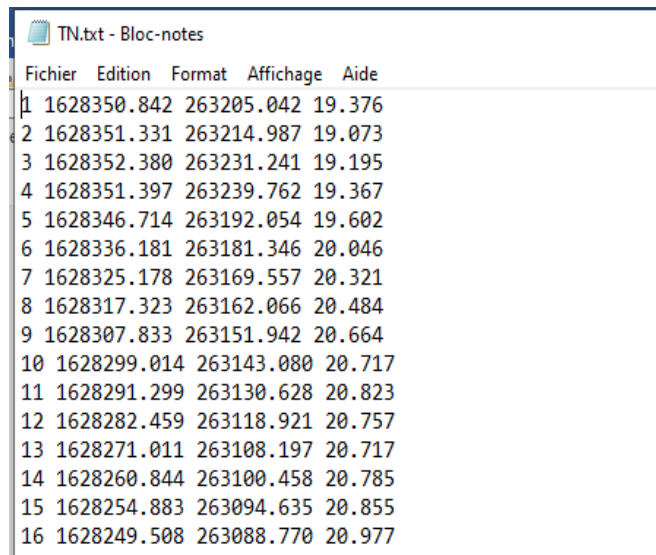 TN.txt - Bloc-notes
Fichier Edition Format Affichage Aide
1 1628350.842 263205.042 19.376
2 1628351.331 263214.987 19.073
3 1628352.380 263231.241 19.195
4 1628351.397 263239.762 19.367
5 1628346.714 263192.054 19.602
6 1628336.181 263181.346 20.046
7 1628325.178 263169.557 20.321
8 1628317.323 263162.066 20.484
9 1628307.833 263151.942 20.664
10 1628299.014 263143.080 20.717
11 1628291.299 263130.628 20.823
12 1628282.459 263118.921 20.757
13 1628271.011 263108.197 20.717
14 1628260.844 263100.458 20.785
15 1628254.883 263094.635 20.855
16 1628249.508 263088.770 20.977